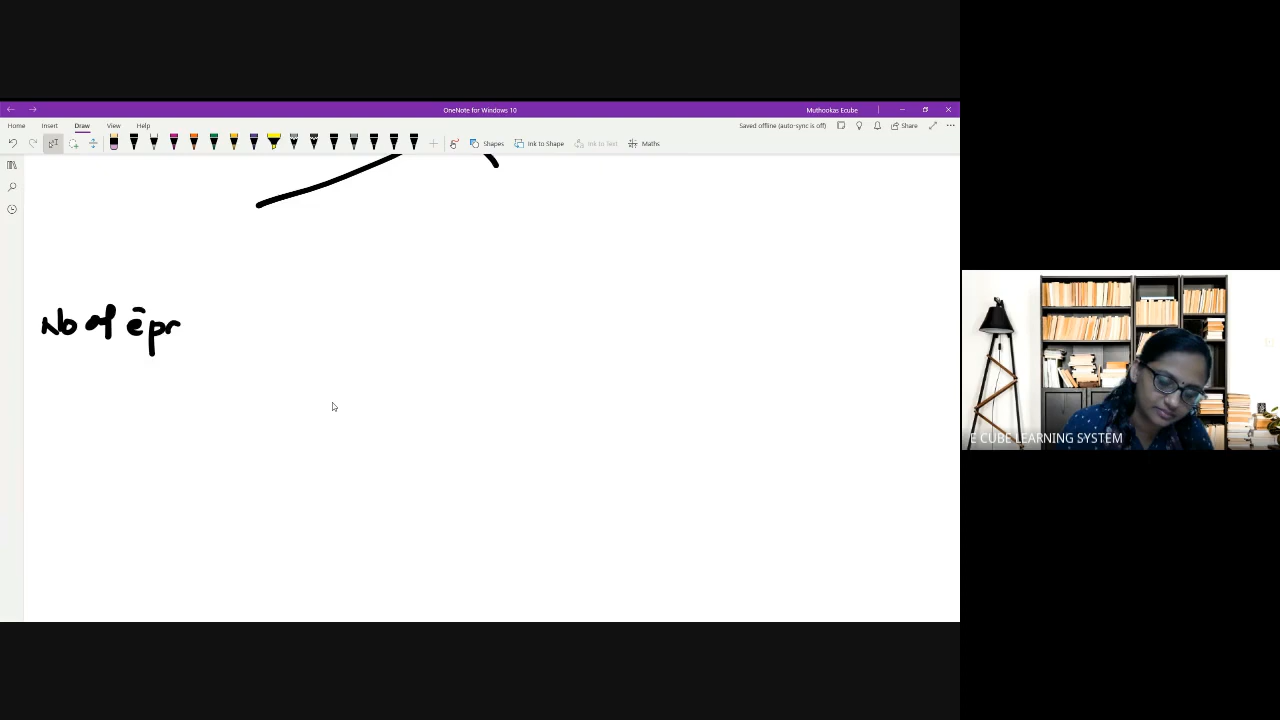 OneNote for Windows 10
Muthookas Ecube
Home Insert Draw View Help
Saved offline (auto-sync is off)
Share
Shapes
Ink to Shape
Ink to Text
Maths
No of ēpr
E CUBE LEARNING SYSTEM